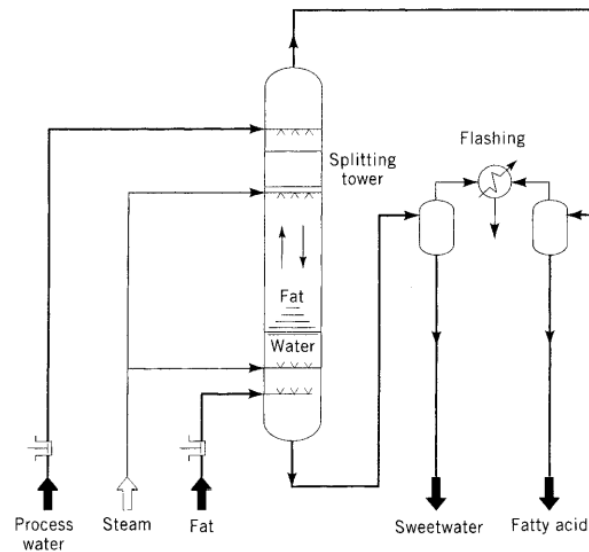 Flashing
Splitting
tower
Fat
Water
Process
water
Steam
Fat
Sweetwater
Fatty acid